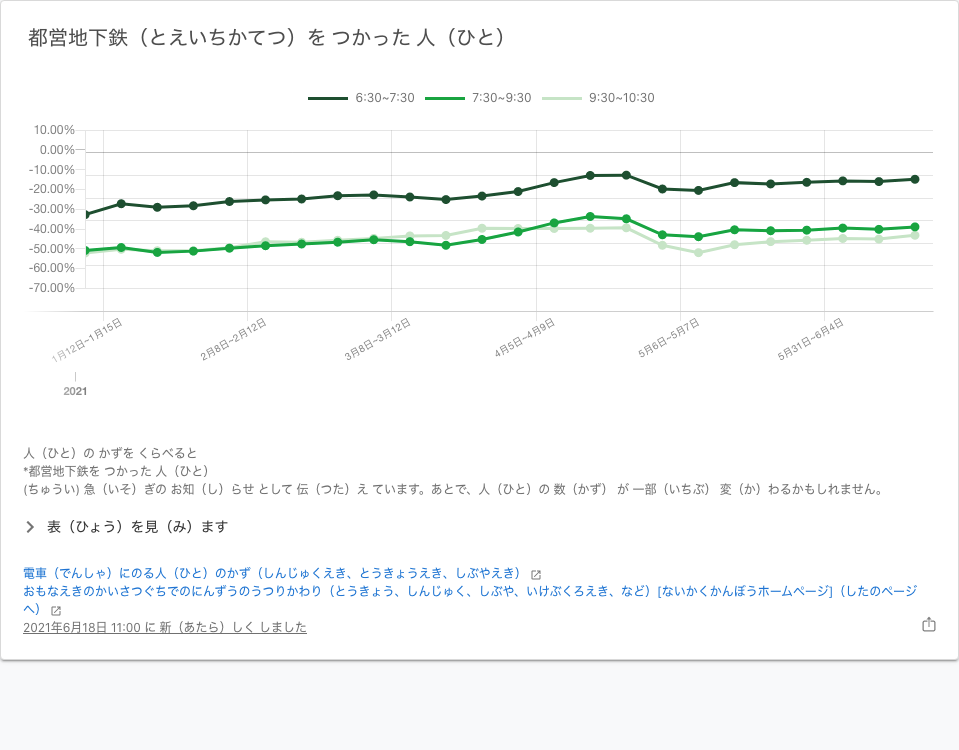 都営地下鉄（とえいちかてつ）を つかった 人（ひと）
6:30~7:30 7:30~9:30 9:30~10:30
10.00%
0.00%
-10.00%
-20.00%
-30.00%
-40.00%
-50.00%
-60.00%
-70.00%
1月12日~1月15日 2月8日~2月12日 3月8日~3月12日 4月5日~4月9日 5月6日~5月7日 5月31日~6月4日
2021
人（ひと）の かずを くらべると
*都営地下鉄を つかった 人（ひと）
(ちゅうい) 急（いそ）ぎの お知（し）らせ として 伝（つた）え ています。あとで、人（ひと）の 数（かず） が 一部（いちぶ） 変（か）わるかもしれません。
表（ひょう）を見（み）ます
電車（でんしゃ）にのる人（ひと）のかず（しんじゅくえき、とうきょうえき、しぶやえき）
おもなえきのかいさつぐちでのにんずうのうつりかわり（とうきょう、しんじゅく、しぶや、いけぶくろえき、など）[ないかくかんぼうホームページ]（したのページ
へ）
2021年6月18日 11:00 に 新（あたら）しく しました